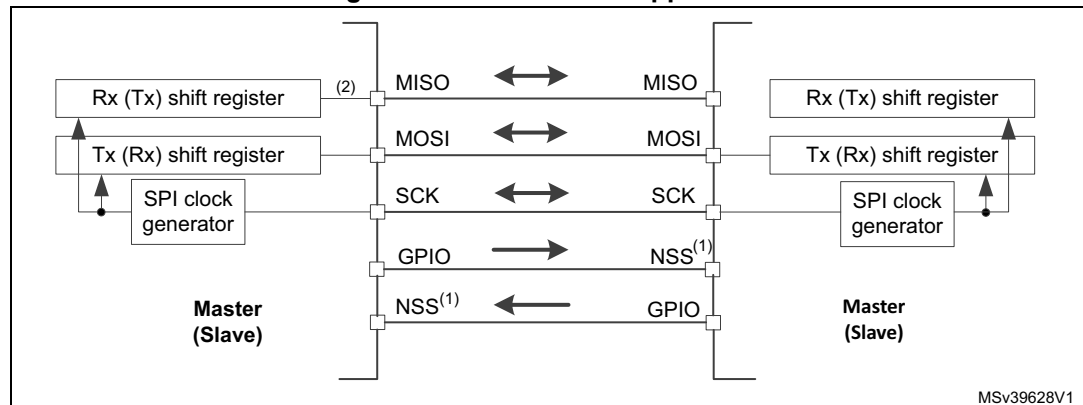 MISO MISO
Rx (Tx) shift register (2) Rx (Tx) shift register
MOSI MOSI
Tx (Rx) shift register Tx (Rx) shift register
SCK SCK
SPI clock SPI clock
generator generator
GPIO NSS(1)
NSS(1) GPIO
Master Master
(Slave) (Slave)
MSv39628V1